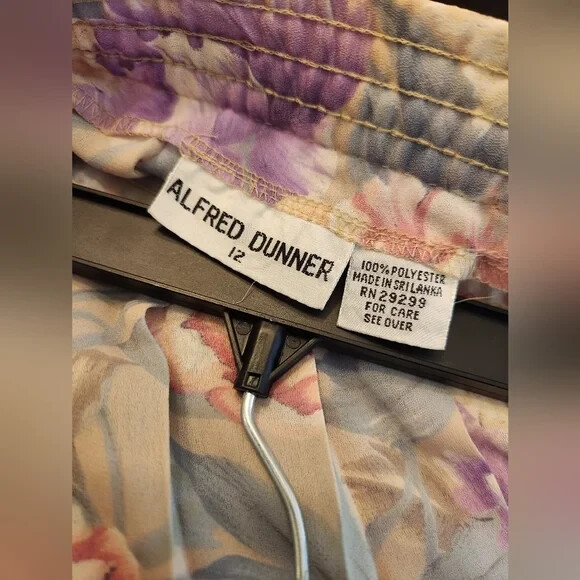 ALFRED DUNNER
12
100% POLYESTER
MADE IN SRI LANKA
RN 29299
FOR CARE
SEE OVER